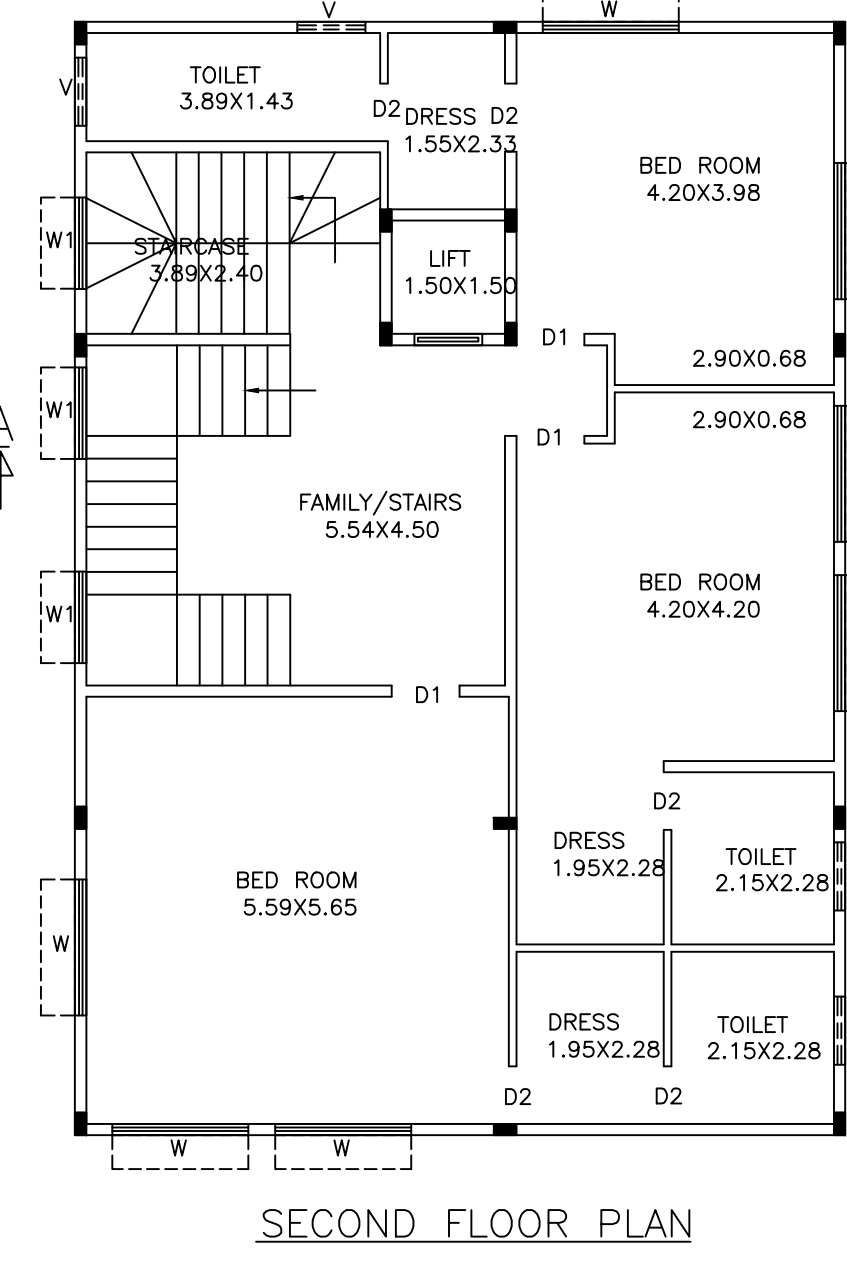 W
V
TOILET
3.89X1.43
V
D2
DRESS D2
1.55X2.33
BED ROOM
4.20X3.98
W1
STAIRCASE
3.89X2.40
LIFT
1.50X1.50
D1
2.90X0.68
W1
2.90X0.68
D1
A
FAMILY/STAIRS
5.54X4.50
BED ROOM
4.20X4.20
W1
D1
D2
DRESS
1.95X2.28
TOILET
2.15X2.28
BED ROOM
5.59X5.65
W
DRESS
1.95X2.28
TOILET
2.15X2.28
D2
D2
W
W
SECOND FLOOR PLAN